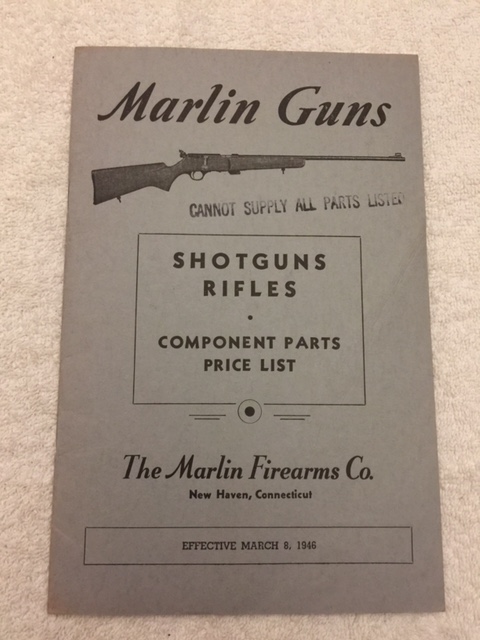 Marlin Guns
CANNOT SUPPLY ALL PARTS LISTED
SHOTGUNS
RIFLES
COMPONENT PARTS
PRICE LIST
The Marlin Firearms Co.
New Haven, Connecticut
EFFECTIVE MARCH 8, 1946